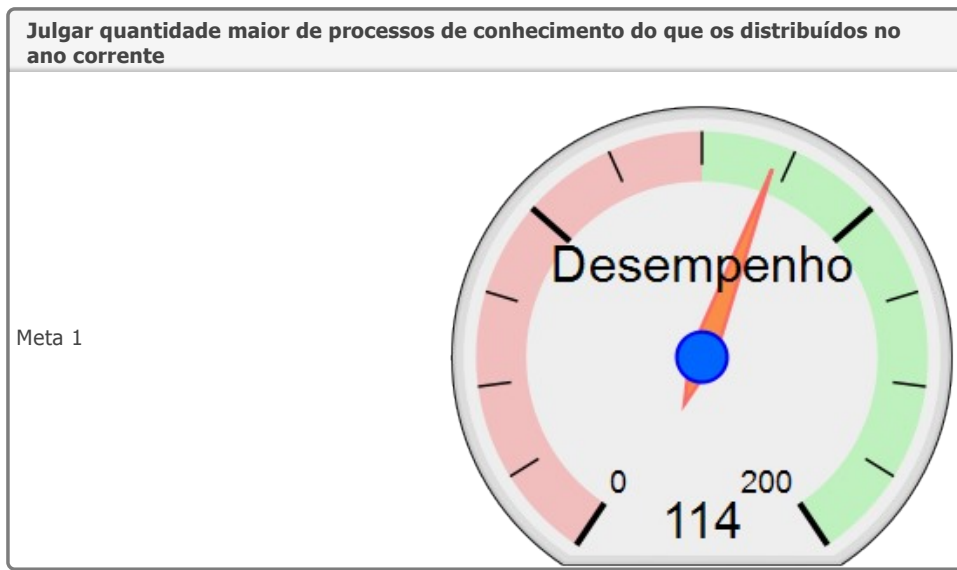 Julgar quantidade maior de processos de conhecimento do que os distribuídos no
ano corrente
Desempenho
Meta 1
0
200
114